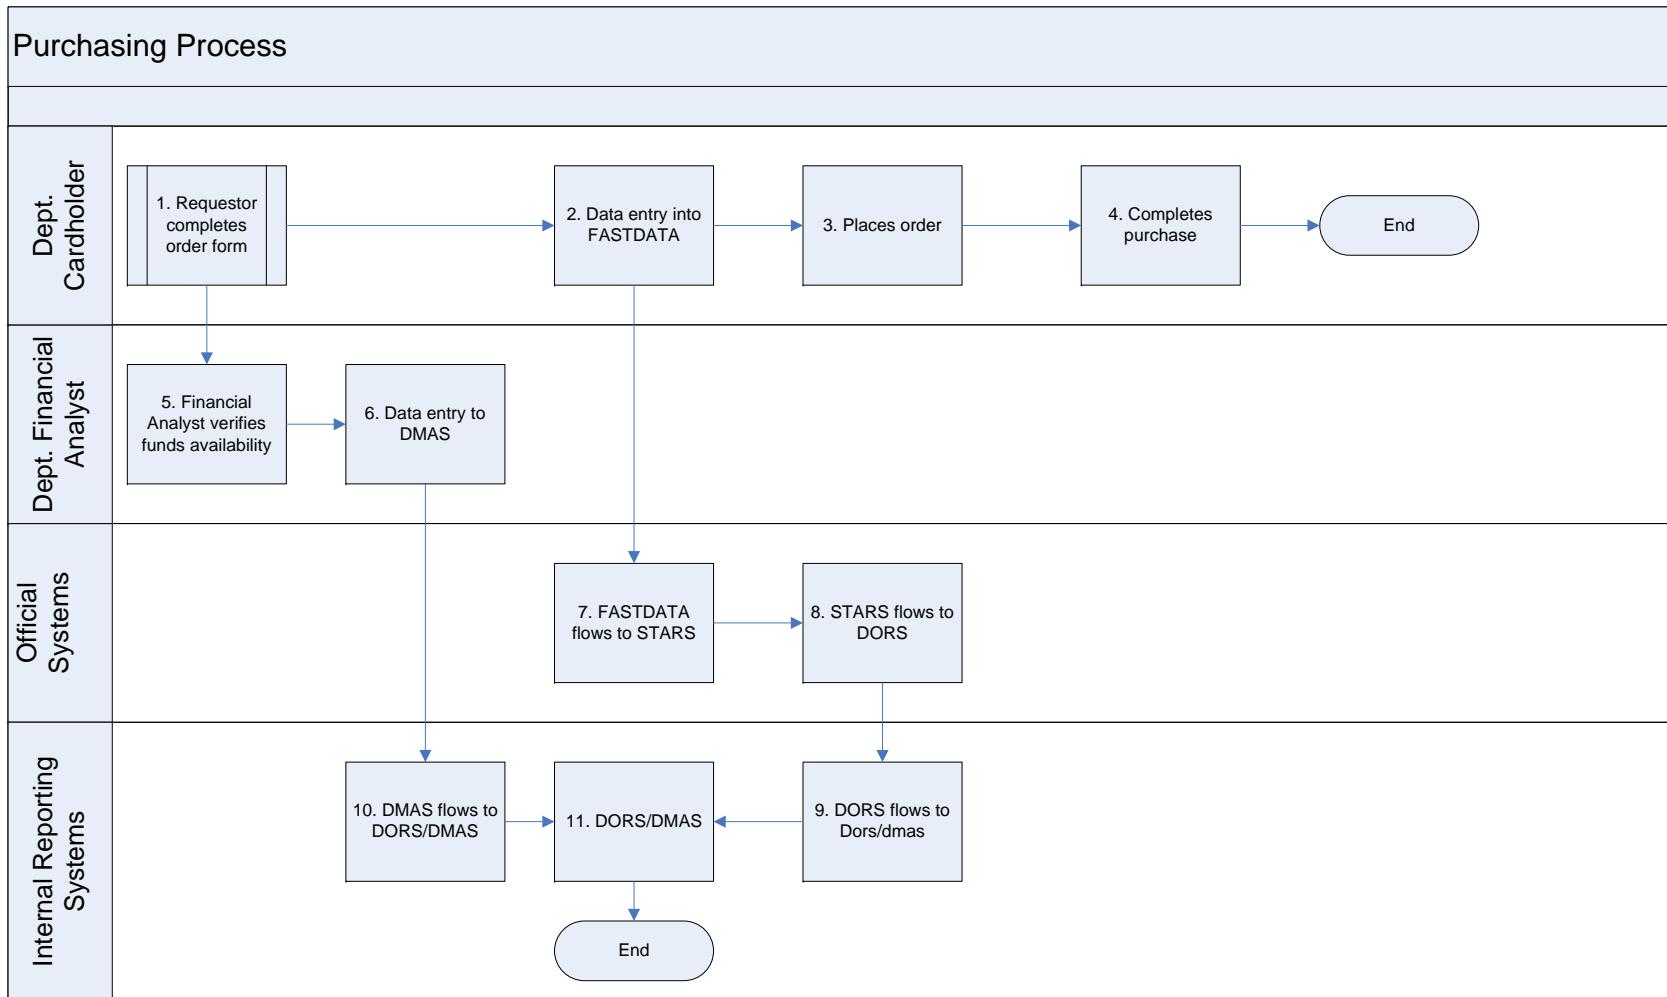 Purchasing Process
Dept.
Cardholder
1. Requestor
completes
order form
2. Data entry into
FASTDATA
3. Places order
4. Completes
purchase
End
Dept. Financial
Analyst
5. Financial
Analyst verifies
funds availability
6. Data entry to
DMAS
Official
Systems
7. FASTDATA
flows to STARS
8. STARS flows to
DORS
Internal Reporting
Systems
10. DMAS flows to
DORS/DMAS
11. DORS/DMAS
9. DORS flows to
Dors/dmas
End